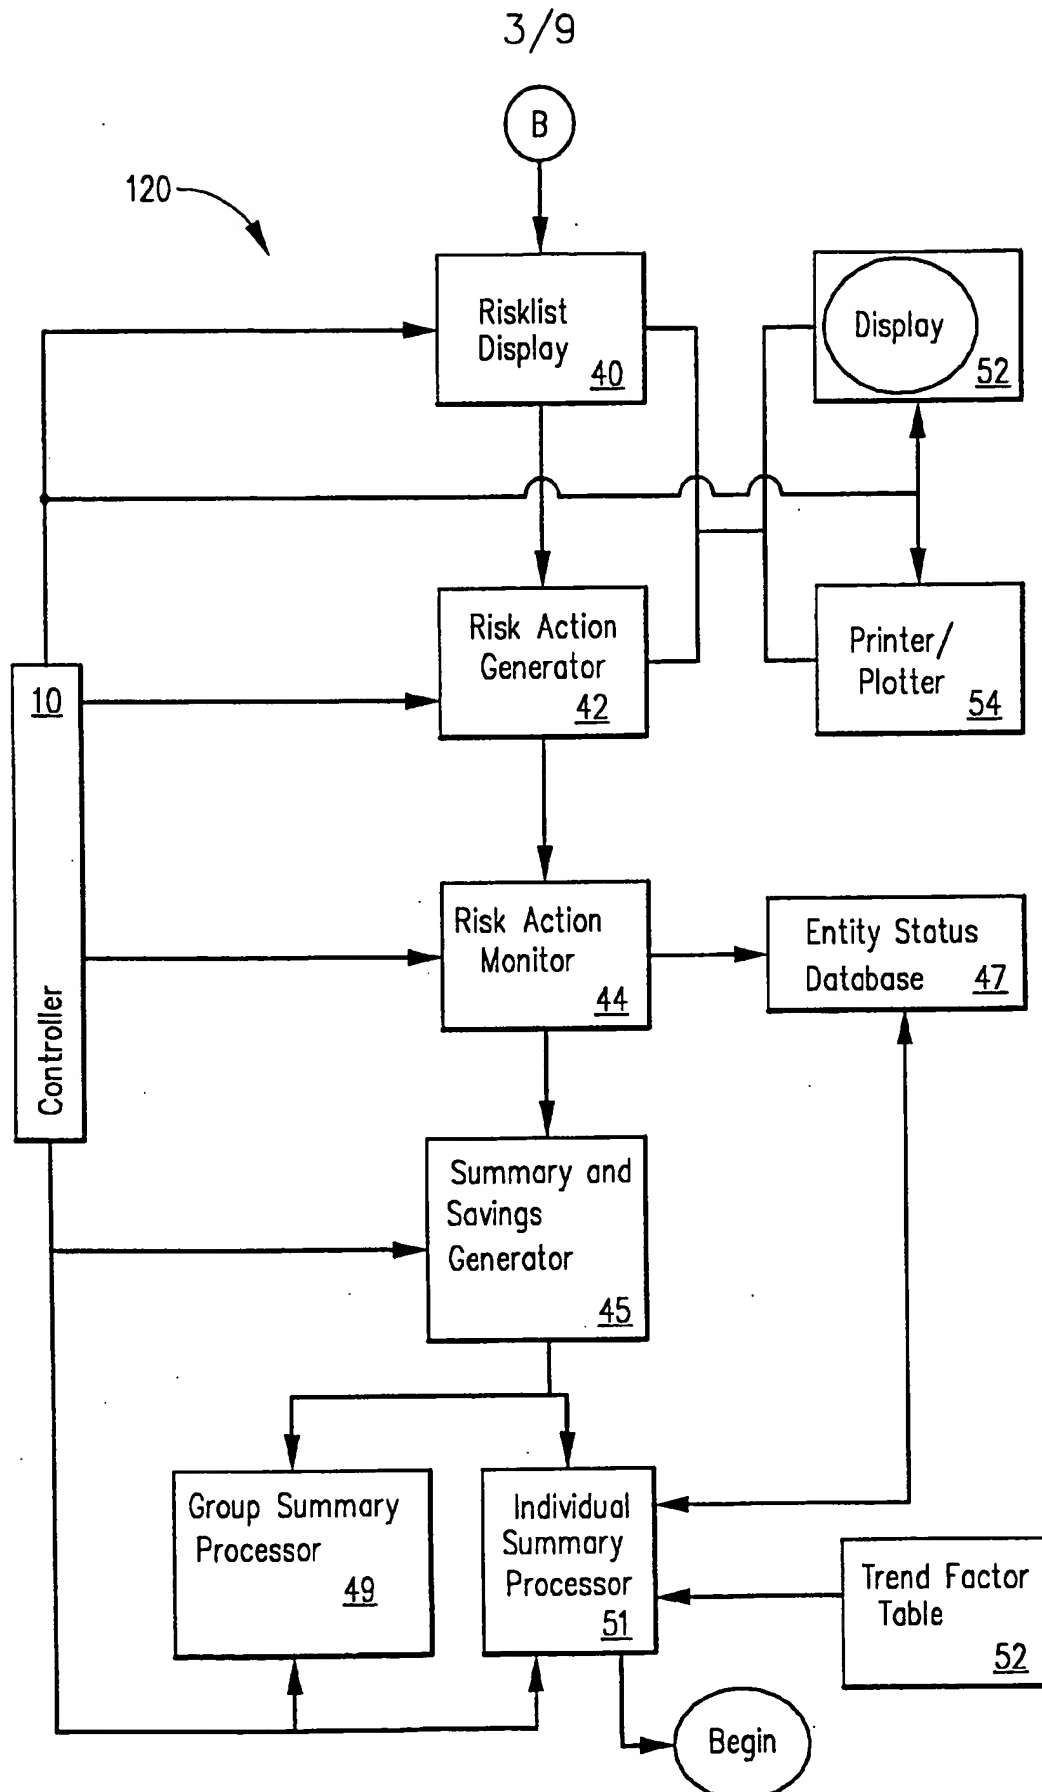 3/9
B
120
Risklist
Display
40
Display
52
Risk Action
Generator
42
Printer/
Plotter
54
10
Controller
Risk Action
Monitor
44
Entity Status
Database
47
Summary and
Savings
Generator
45
Group Summary
Processor
49
Individual
Summary
Processor
51
Trend Factor
Table
52
Begin